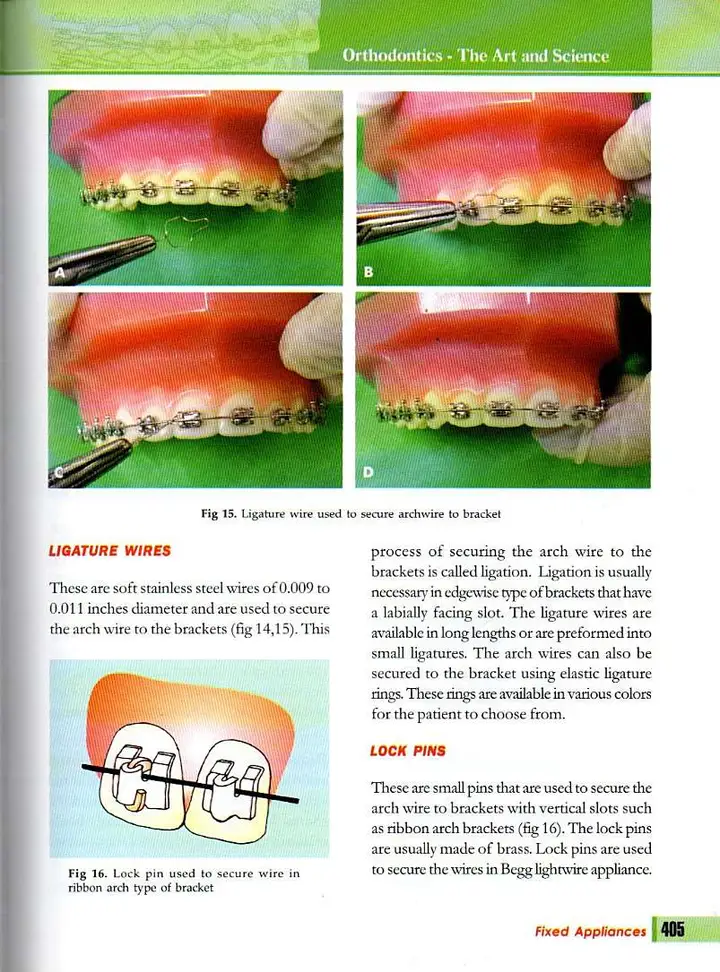 Orthodontics - The Art and Science
A
B
C
D
Fig 15. Ligature wire used to secure archwire to bracket
LIGATURE WIRES
These are soft stainless steel wires of 0.009 to
0.011 inches diameter and are used to secure
the arch wire to the brackets (fig 14,15). This
Fig 16. Lock pin used to secure wire in
ribbon arch type of bracket
process of securing the arch wire to the
brackets is called ligation. Ligation is usually
necessary in edgewise type of brackets that have
a labially facing slot. The ligature wires are
available in long lengths or are preformed into
small ligatures. The arch wires can also be
secured to the bracket using elastic ligature
rings. These rings are available in various colors
for the patient to choose from.
LOCK PINS
These are small pins that are used to secure the
arch wire to brackets with vertical slots such
as ribbon arch brackets (fig 16). The lock pins
are usually made of brass. Lock pins are used
to secure the wires in Begg lightwire appliance.
Fixed Appliances 405